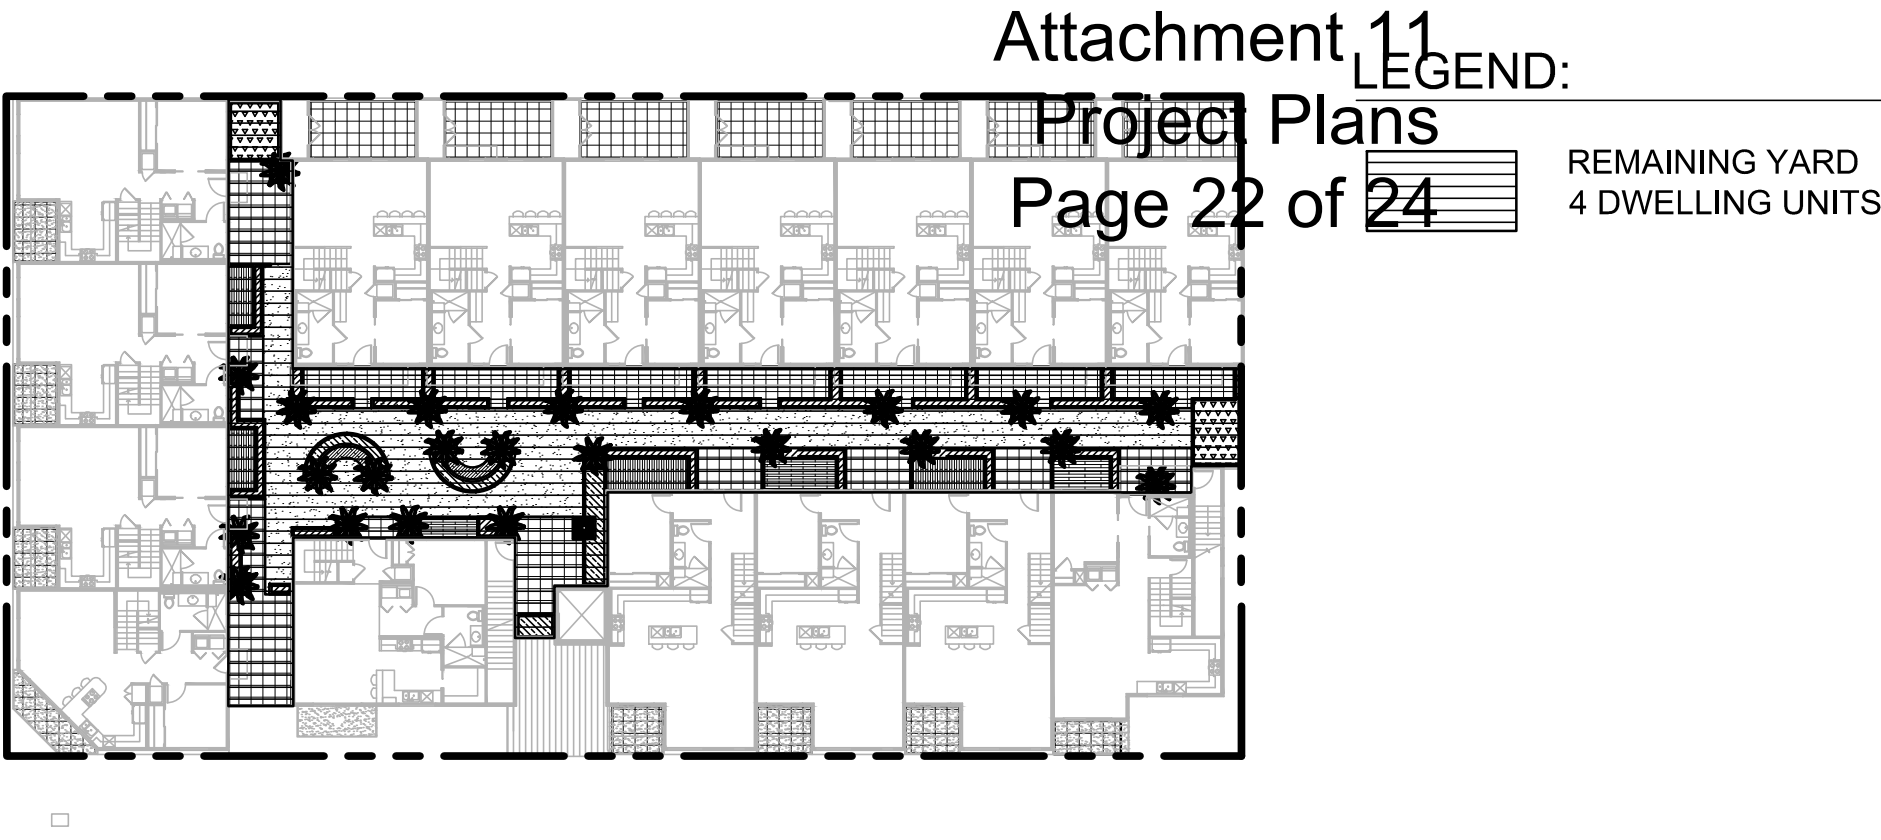 Attachment 11
LEGEND:
Project Plans
Page 22 of 24
REMAINING YARD
4 DWELLING UNITS